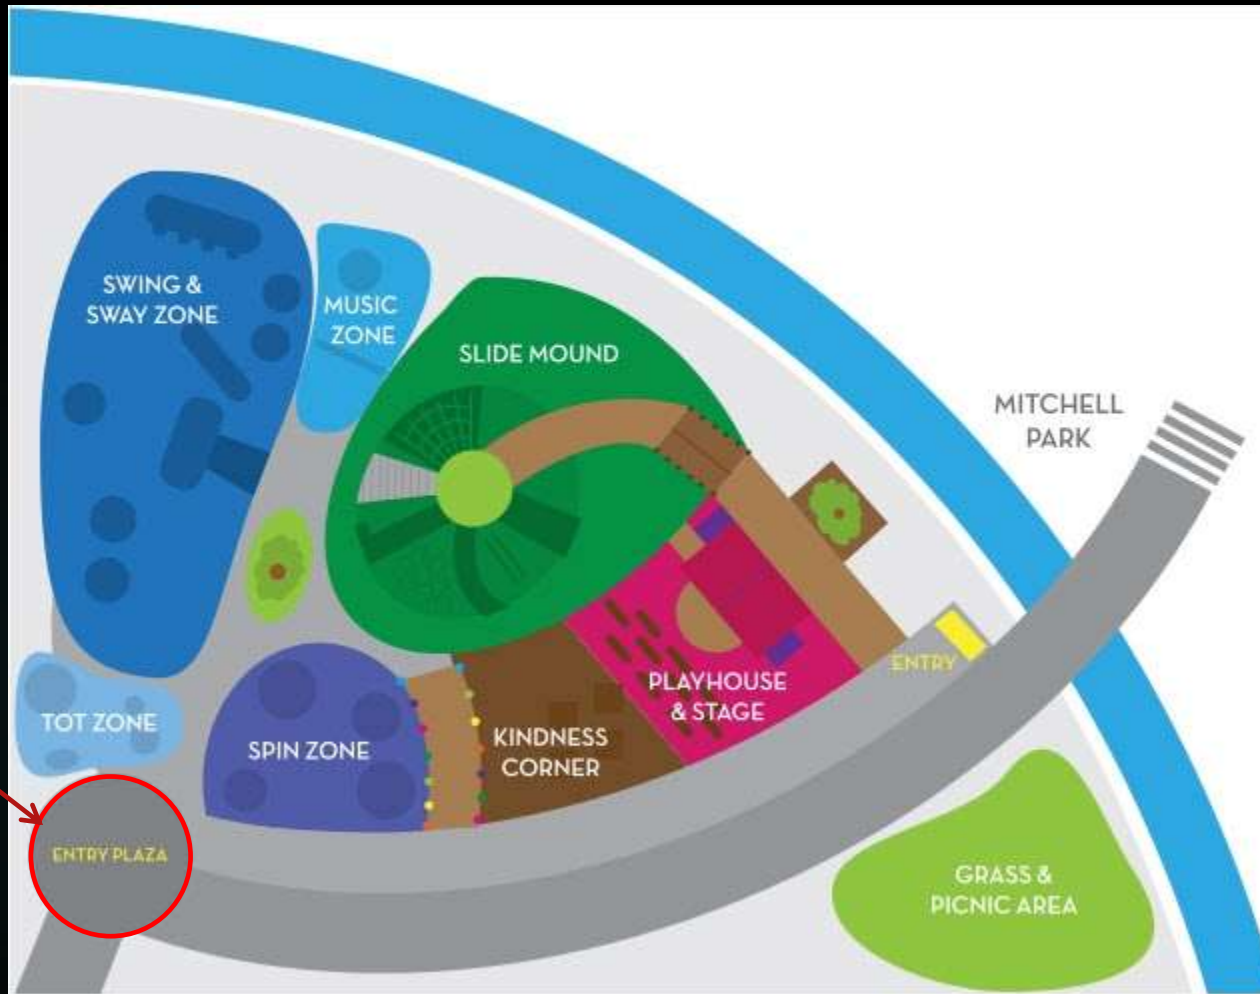 SWING &
SWAY ZONE
MUSIC
ZONE
SLIDE MOUND
MITCHELL
PARK
ENTRY
PLAYHOUSE
& STAGE
TOT ZONE
SPIN ZONE
KINDNESS
CORNER
ENTRY PLAZA
GRASS &
PICNIC AREA